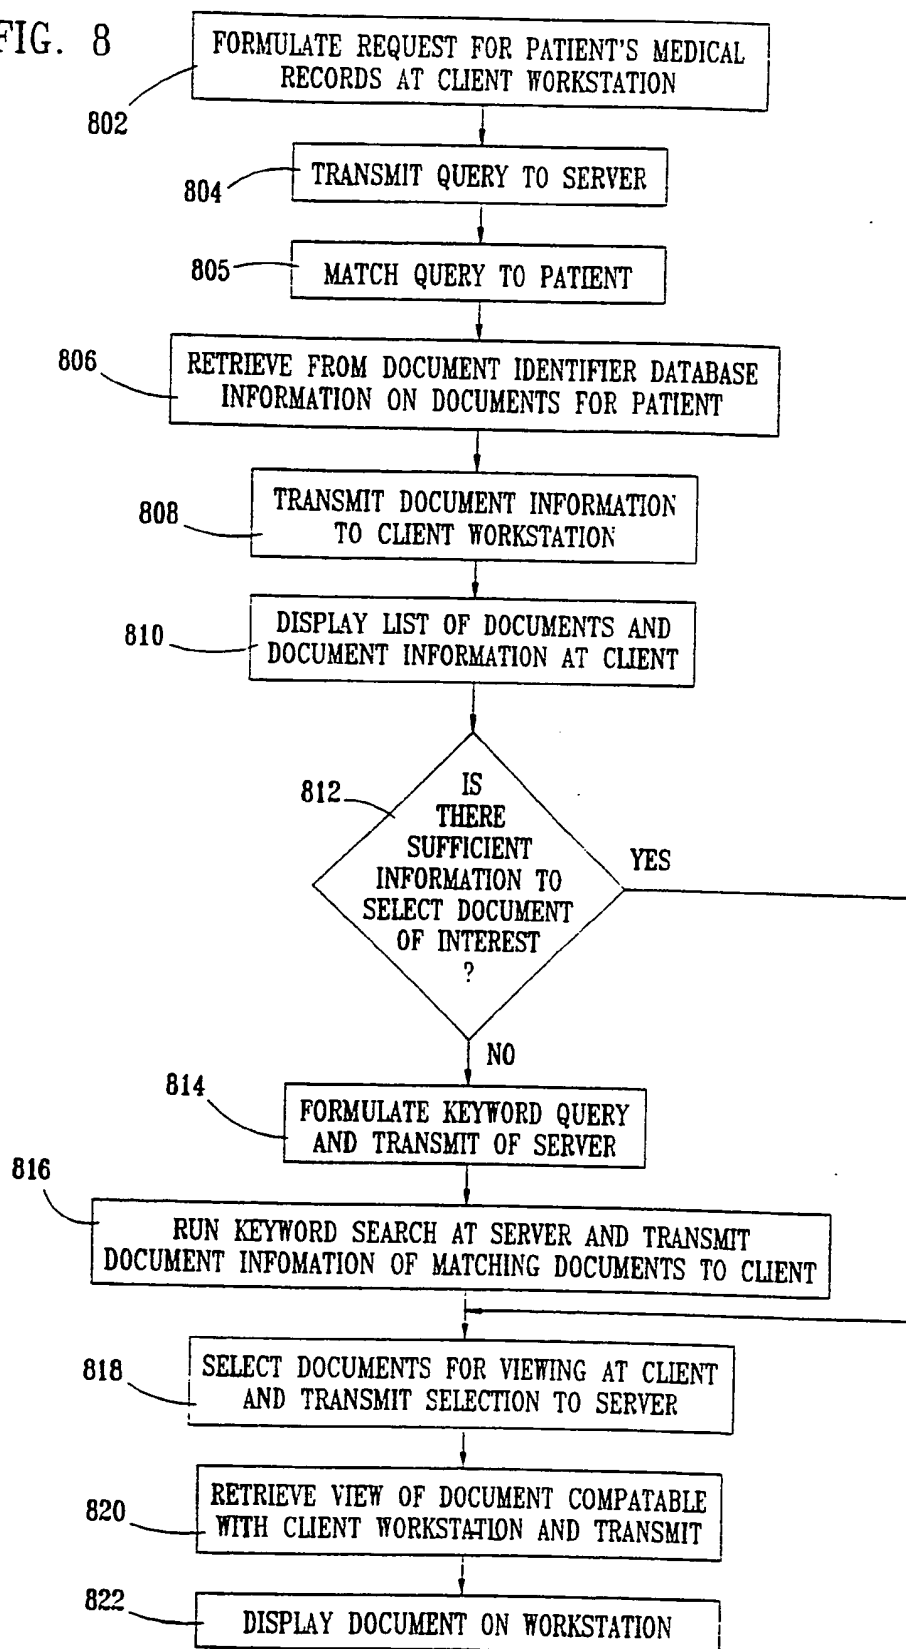 FIG. 8
FORMULATE REQUEST FOR PATIENT'S MEDICAL
RECORDS AT CLIENT WORKSTATION
802
TRANSMIT QUERY TO SERVER
804
MATCH QUERY TO PATIENT
805
RETRIEVE FROM DOCUMENT IDENTIFIER DATABASE
INFORMATION ON DOCUMENTS FOR PATIENT
806
TRANSMIT DOCUMENT INFORMATION
TO CLIENT WORKSTATION
808
DISPLAY LIST OF DOCUMENTS AND
DOCUMENT INFORMATION AT CLIENT
810
IS
THERE
SUFFICIENT
INFORMATION TO
SELECT DOCUMENT
OF INTEREST
?
812
YES
NO
814
FORMULATE KEYWORD QUERY
AND TRANSMIT OF SERVER
816
RUN KEYWORD SEARCH AT SERVER AND TRANSMIT
DOCUMENT INFOMATION OF MATCHING DOCUMENTS TO CLIENT
818
SELECT DOCUMENTS FOR VIEWING AT CLIENT
AND TRANSMIT SELECTION TO SERVER
820
RETRIEVE VIEW OF DOCUMENT COMPATABLE
WITH CLIENT WORKSTATION AND TRANSMIT
822
DISPLAY DOCUMENT ON WORKSTATION